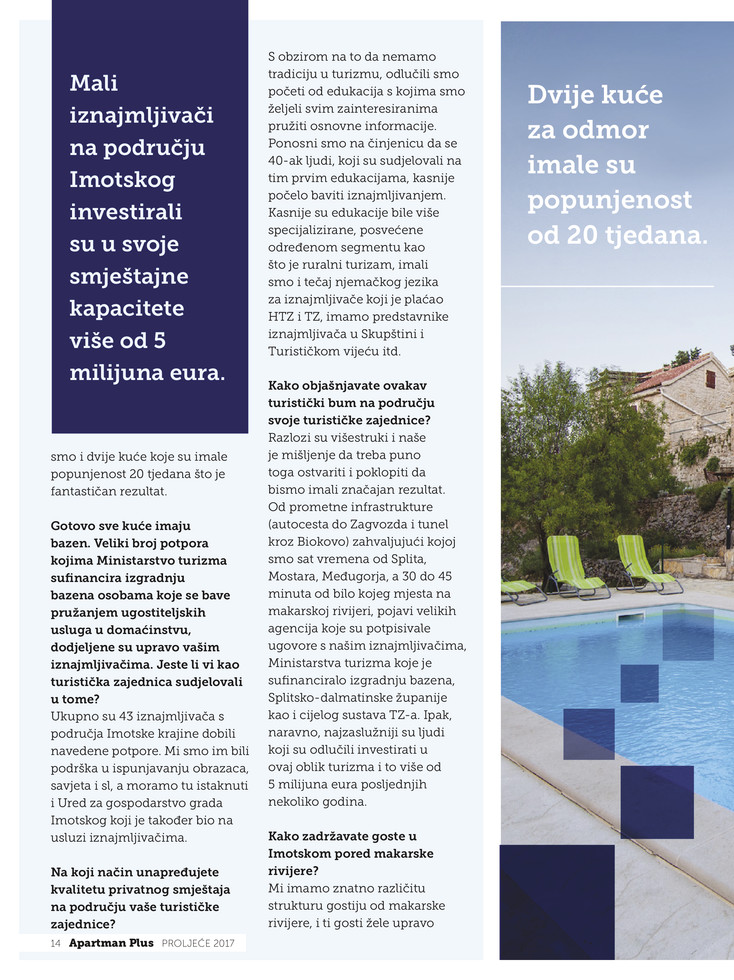 Mali
iznajmljivači
na području
Imotskog
investirali
su u svoje
smještajne
kapacitete
više od 5
milijuna eura.
smo i dvije kuće koje su imale
popunjenost 20 tjedana što je
fantastičan rezultat.
Gotovo sve kuće imaju
bazen. Veliki broj potpora
kojima Ministarstvo turizma
sufinancira izgradnju
bazena osobama koje se bave
pružanjem ugostiteljskih
usluga u domaćinstvu,
dodjeljene su upravo vašim
iznajmljivačima. Jeste li vi kao
turistička zajednica sudjelovali
u tome?
Ukupno su 43 iznajmljivača s
područja Imotske krajine dobili
navedene potpore. Mi smo im bili
podrška u ispunjavanju obrazaca,
savjeta i sl, a moramo tu istaknuti
i Ured za gospodarstvo grada
Imotskog koji je također bio na
usluzi iznajmljivačima.
Na koji način unapređujete
kvalitetu privatnog smještaja
na području vaše turističke
zajednice?
S obzirom na to da nemamo
tradiciju u turizmu, odlučili smo
početi od edukacija s kojima smo
željeli svim zainteresiranima
pružiti osnovne informacije.
Ponosni smo na činjenicu da se
40-ak ljudi, koji su sudjelovali na
tim prvim edukacijama, kasnije
počelo baviti iznajmljivanjem.
Kasnije su edukacije bile više
specijalizirane, posvećene
određenom segmentu kao
što je ruralni turizam, imali
smo i tečaj njemačkog jezika
za iznajmljivače koji je plaćao
HTZ i TZ, imamo predstavnike
iznajmljivača u Skupštini i
Turističkom vijeću itd.
Kako objašnjavate ovakav
turistički bum na području
svoje turističke zajednice?
Razlozi su višestruki i naše
je mišljenje da treba puno
toga ostvariti i poklopiti da
bismo imali značajan rezultat.
Od prometne infrastrukture
(autocesta do Zagvozda i tunel
kroz Biokovo) zahvaljujući kojoj
smo sat vremena od Splita,
Mostara, Međugorja, a 30 do 45
minuta od bilo kojeg mjesta na
makarskoj rivijeri, pojavi velikih
agencija koje su potpisivale
ugovore s našim iznajmljivačima,
Ministarstva turizma koje je
sufinanciralo izgradnju bazena,
Splitsko-dalmatinske županije
kao i cijelog sustava TZ-a. Ipak,
naravno, najzaslužniji su ljudi
koji su odlučili investirati u
ovaj oblik turizma i to više od
5 milijuna eura posljednjih
nekoliko godina.
Kako zadržavate goste u
Imotskom pored makarske
rivijere?
Mi imamo znatno različitu
strukturu gostiju od makarske
rivijere, i ti gosti žele upravo
Dvije kuće
za odmor
imale su
popunjenost
od 20 tjedana.
14 Apartman Plus PROLJEĆE 2017